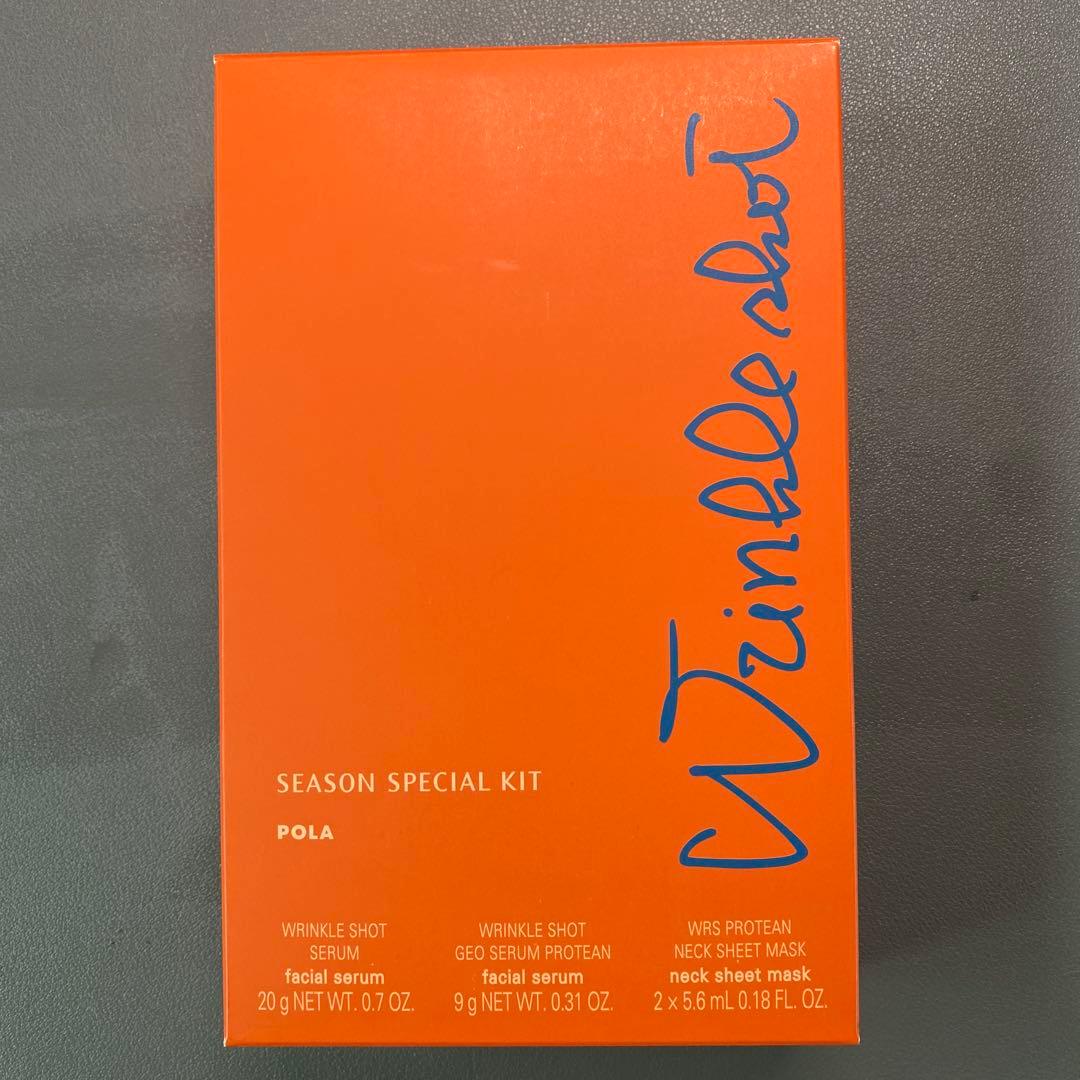 Wrinkle shot
SEASON SPECIAL KIT
POLA
WRINKLE SHOT
SERUM
facial serum
20 g NET WT. 0.7 OZ.
WRINKLE SHOT
GEO SERUM PROTEAN
facial serum
9 g NET WT. 0.31 OZ.
WRS PROTEAN
NECK SHEET MASK
neck sheet mask
2 x 5.6 mL 0.18 FL. OZ.